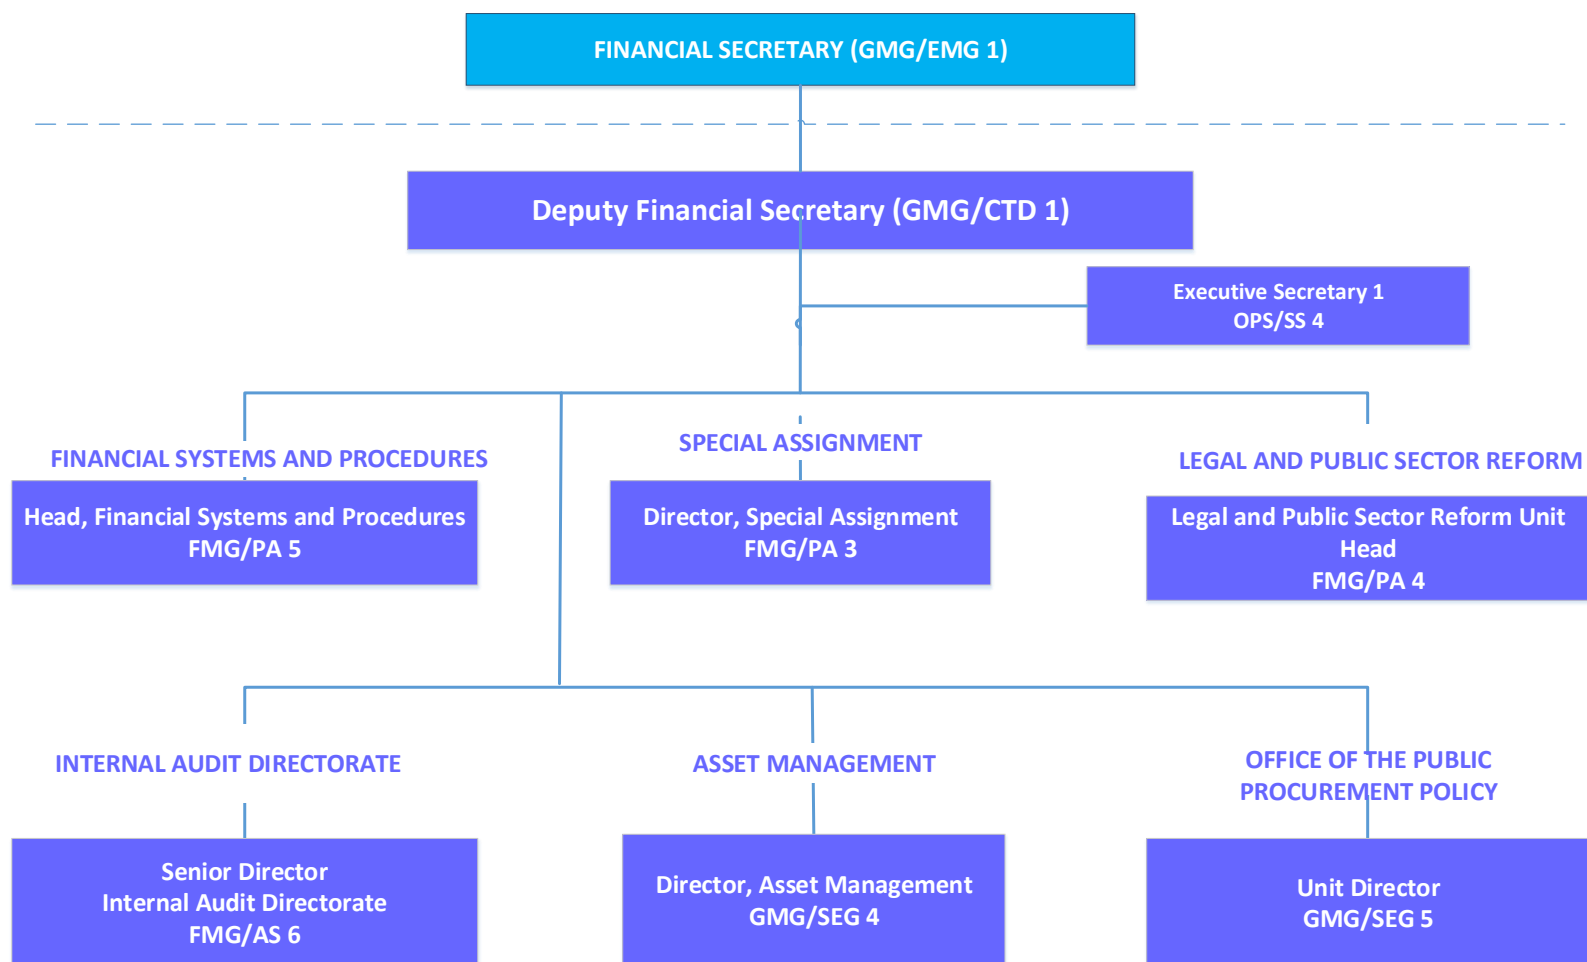 FINANCIAL SECRETARY (GMG/EMG 1)
Deputy Financial Secretary (GMG/CTD 1)
Executive Secretary 1
OPS/SS 4
FINANCIAL SYSTEMS AND PROCEDURES
Head, Financial Systems and Procedures
FMG/PA 5
SPECIAL ASSIGNMENT
Director, Special Assignment
FMG/PA 3
LEGAL AND PUBLIC SECTOR REFORM
Legal and Public Sector Reform Unit
Head
FMG/PA 4
INTERNAL AUDIT DIRECTORATE
Senior Director
Internal Audit Directorate
FMG/AS 6
ASSET MANAGEMENT
Director, Asset Management
GMG/SEG 4
OFFICE OF THE PUBLIC
PROCUREMENT POLICY
Unit Director
GMG/SEG 5